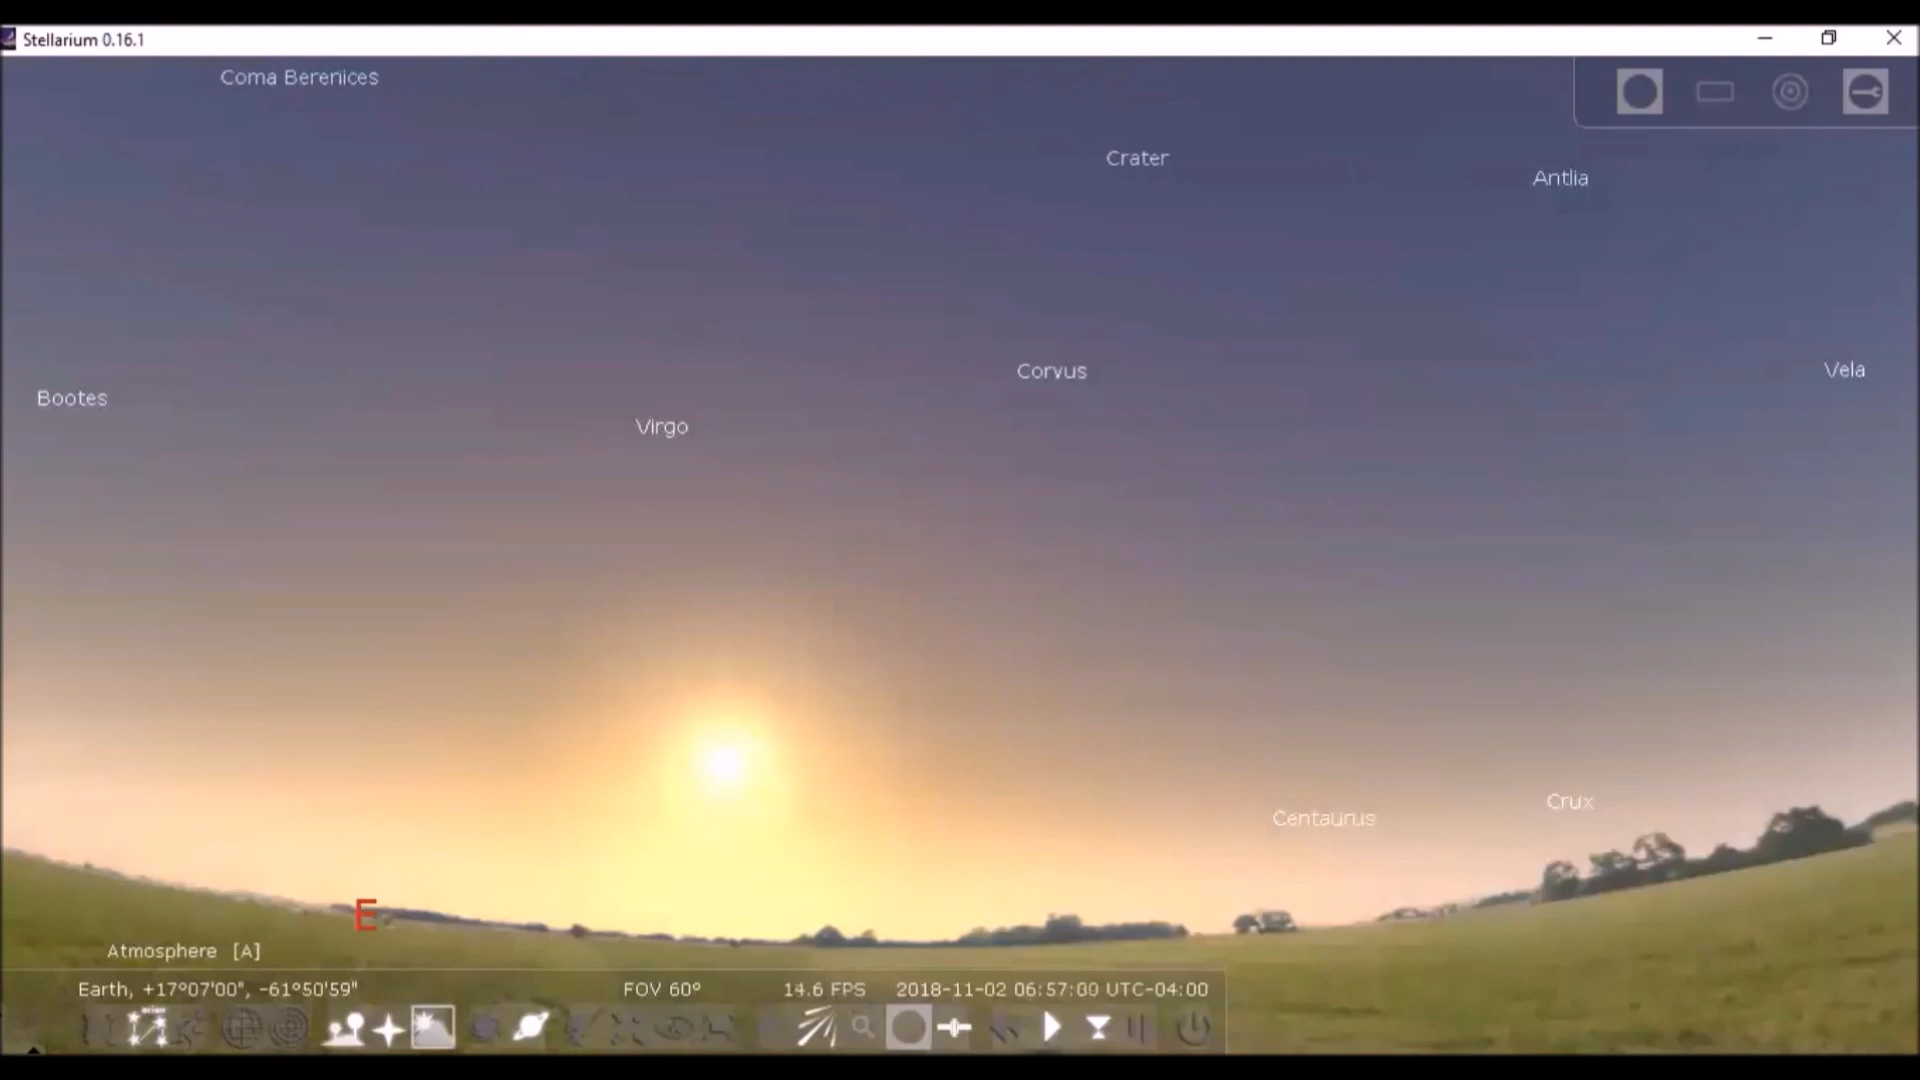 Stellarium 0.16.1
Coma Berenices
Crater
Antlia
Corvus
Vela
Bootes
Virgo
Crux
Centaurus
E
Atmosphere [A]
Earth, +17°07'00", -61°50'59"
FOV 60°
14.6 FPS
2018-11-02 06:57:00 UTC-04:00